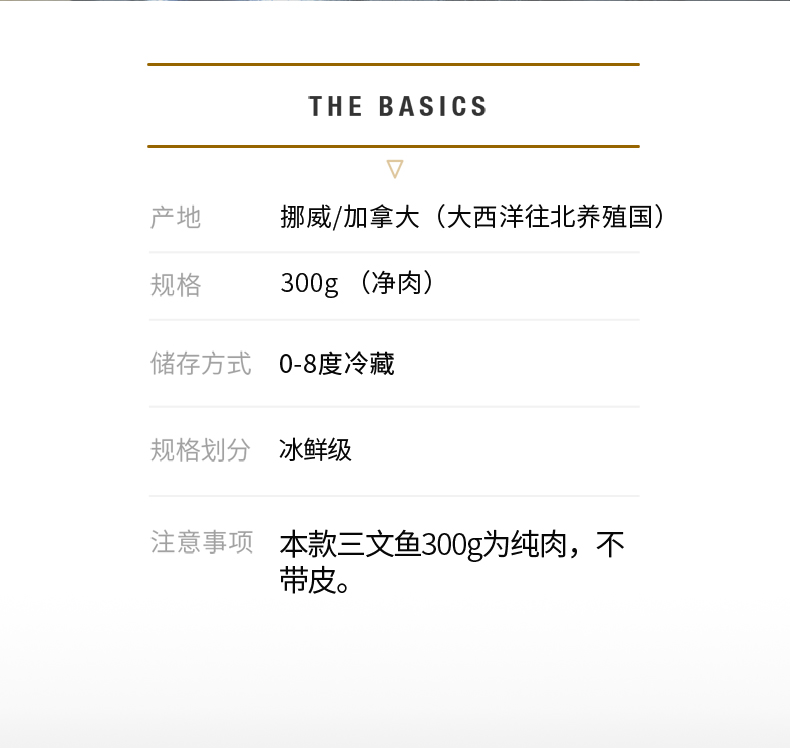 THE BASICS
产地 挪威/加拿大（大西洋往北养殖国）
规格 300g （净肉）
储存方式 0-8度冷藏
规格划分 冰鲜级
注意事项 本款三文鱼300g为纯肉，不
带皮。